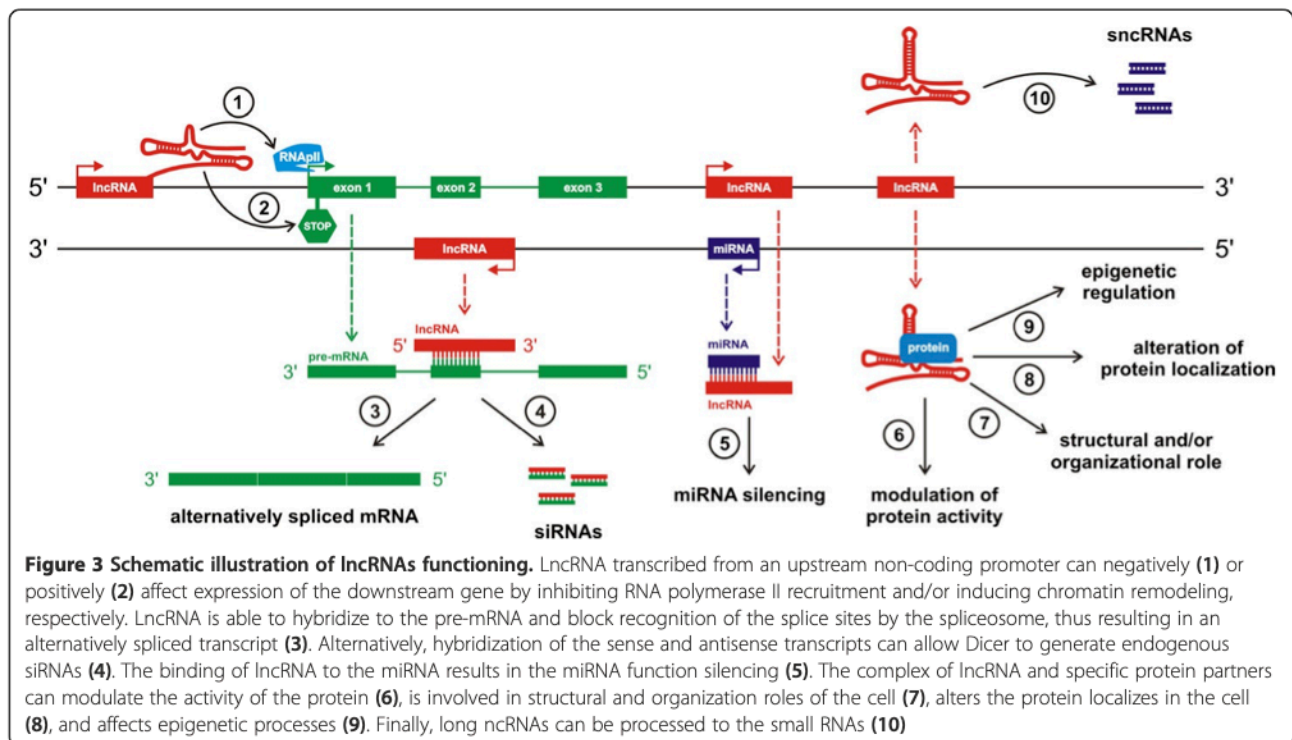 sncRNAs
1
10
RNApII
5'
lncRNA
exon 1
exon 2
exon 3
lncRNA
lncRNA
3'
2
STOP
3'
lncRNA
miRNA
5'
epigenetic
regulation
9
lncRNA
5'
3'
pre-mRNA
3'
5'
miRNA
lncRNA
protein
alteration of
protein localization
8
3
4
5
6
7
structural and/or
organizational role
3'
5'
alternatively spliced mRNA
siRNAs
miRNA silencing
modulation of
protein activity
Figure 3 Schematic illustration of lncRNAs functioning. LncRNA transcribed from an upstream non-coding promoter can negatively (1) or
positively (2) affect expression of the downstream gene by inhibiting RNA polymerase II recruitment and/or inducing chromatin remodeling,
respectively. LncRNA is able to hybridize to the pre-mRNA and block recognition of the splice sites by the spliceosome, thus resulting in an
alternatively spliced transcript (3). Alternatively, hybridization of the sense and antisense transcripts can allow Dicer to generate endogenous
siRNAs (4). The binding of lncRNA to the miRNA results in the miRNA function silencing (5). The complex of lncRNA and specific protein partners
can modulate the activity of the protein (6), is involved in structural and organization roles of the cell (7), alters the protein localizes in the cell
(8), and affects epigenetic processes (9). Finally, long ncRNAs can be processed to the small RNAs (10)